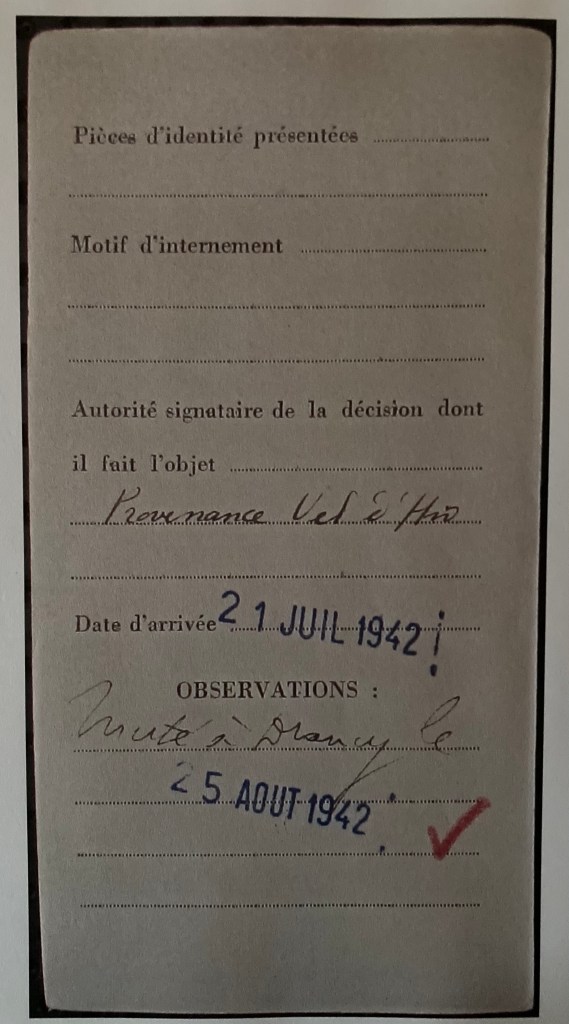 Pièces d'identité présentées
Motif d'internement
Autorité signataire de la décision dont
il fait l'objet
Provenance Vel d'Hiv
Date d'arrivée 21 JUIL 1942
OBSERVATIONS :
Muté à Drancy le
25 AOUT 1942